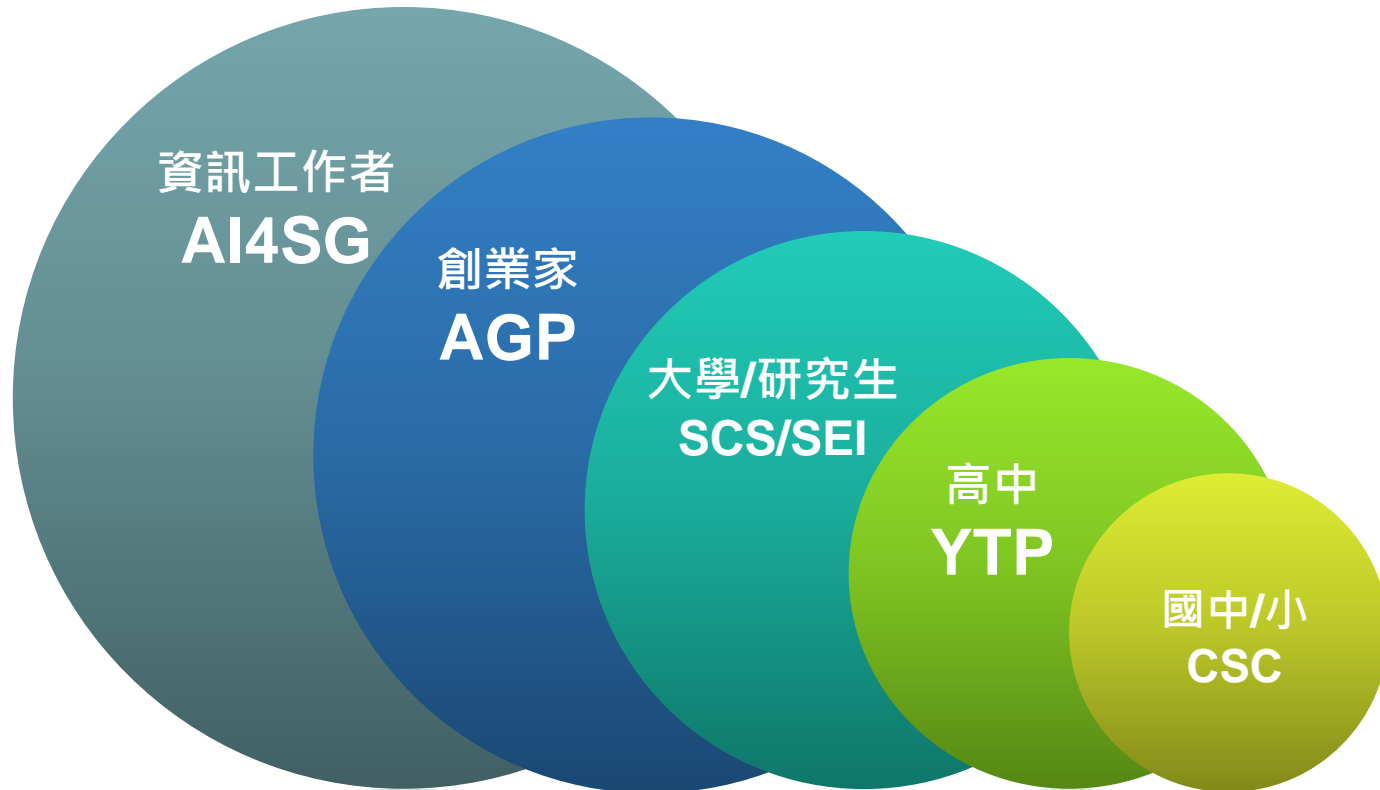 資訊工作者
AI4SG
創業家
AGP
大學/研究生
SCS/SEI
高中
YTP
國中/小
CSC